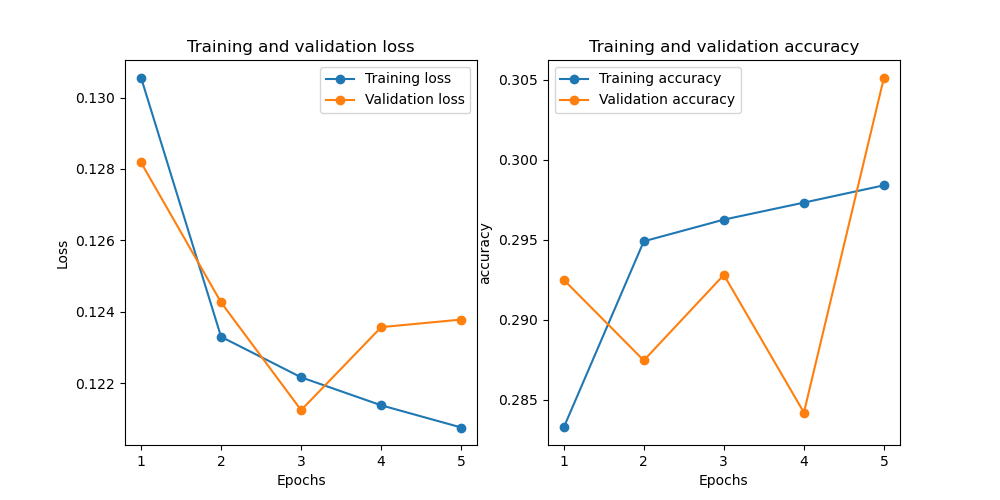 Training and validation loss
Training loss
Validation loss
0.130
0.128
0.126
0.124
0.122
Loss
1 2 3 4 5
Epochs
Training and validation accuracy
Training accuracy
Validation accuracy
0.305
0.300
0.295
0.290
0.285
accuracy
1 2 3 4 5
Epochs